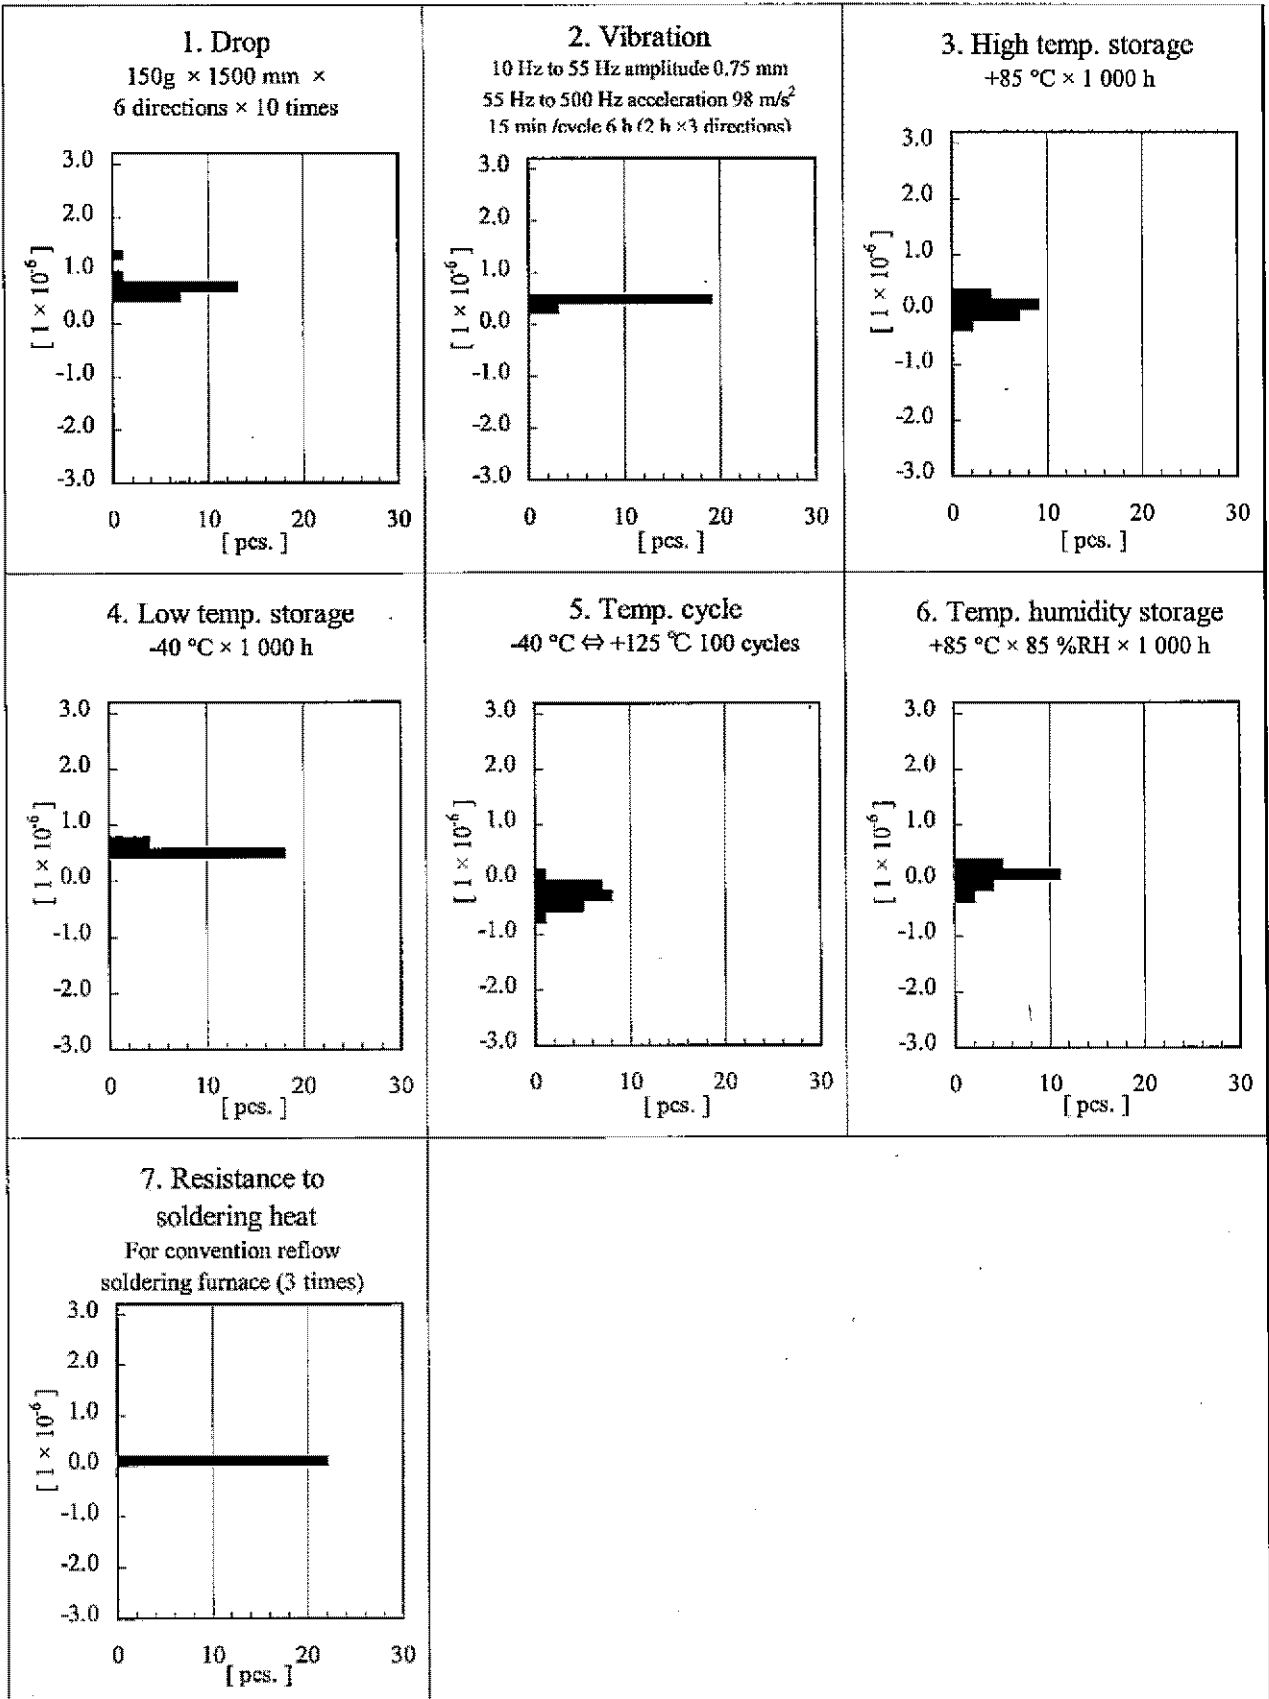 1. Drop
150g × 1500 mm ×
6 directions × 10 times
3.0
2.0
1.0
0.0
-1.0
-2.0
-3.0
[ 1 × 10⁻⁶ ]
0 10 20 30
[ pcs. ]
2. Vibration
10 Hz to 55 Hz amplitude 0.75 mm
55 Hz to 500 Hz acceleration 98 m/s²
15 min /cycle 6 h (2 h ×3 directions)
3.0
2.0
1.0
0.0
-1.0
-2.0
-3.0
[ 1 × 10⁻⁶ ]
0 10 20 30
[ pcs. ]
3. High temp. storage
+85 °C × 1 000 h
3.0
2.0
1.0
0.0
-1.0
-2.0
-3.0
[ 1 × 10⁻⁶ ]
0 10 20 30
[ pcs. ]
4. Low temp. storage
-40 °C × 1 000 h
3.0
2.0
1.0
0.0
-1.0
-2.0
-3.0
[ 1 × 10⁻⁶ ]
0 10 20 30
[ pcs. ]
5. Temp. cycle
-40 °C ⇔ +125 ℃ 100 cycles
3.0
2.0
1.0
0.0
-1.0
-2.0
-3.0
[ 1 × 10⁻⁶ ]
0 10 20 30
[ pcs. ]
6. Temp. humidity storage
+85 °C × 85 %RH × 1 000 h
3.0
2.0
1.0
0.0
-1.0
-2.0
-3.0
[ 1 × 10⁻⁶ ]
0 10 20 30
[ pcs. ]
7. Resistance to
soldering heat
For convention reflow
soldering furnace (3 times)
3.0
2.0
1.0
0.0
-1.0
-2.0
-3.0
[ 1 × 10⁻⁶ ]
0 10 20 30
[ pcs. ]